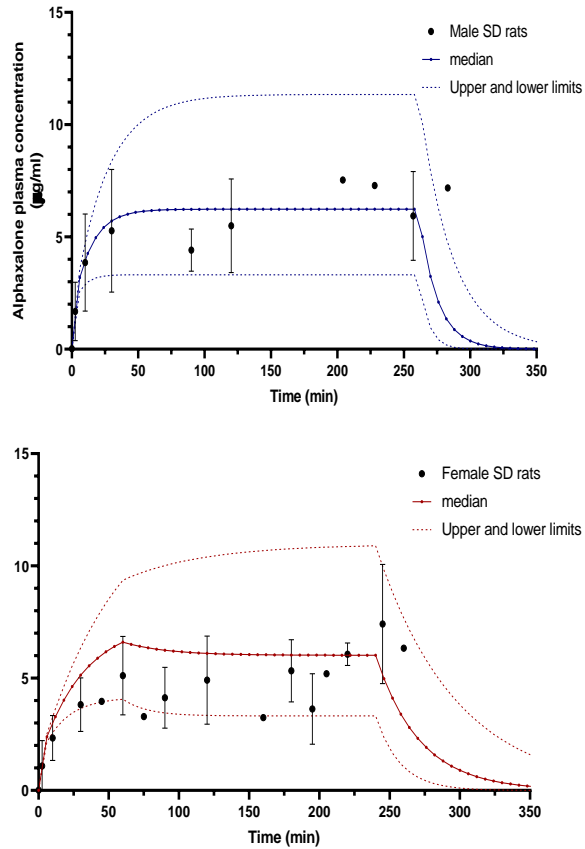 15
10
5
0
Alphaxalone plasma concentration
Male SD rats
median
Upper and lower limits
0 50 100 150 200 250 300 350
Time (min)
15
10
5
0
Female SD rats
median
Upper and lower limits
0 50 100 150 200 250 300 350
Time (min)